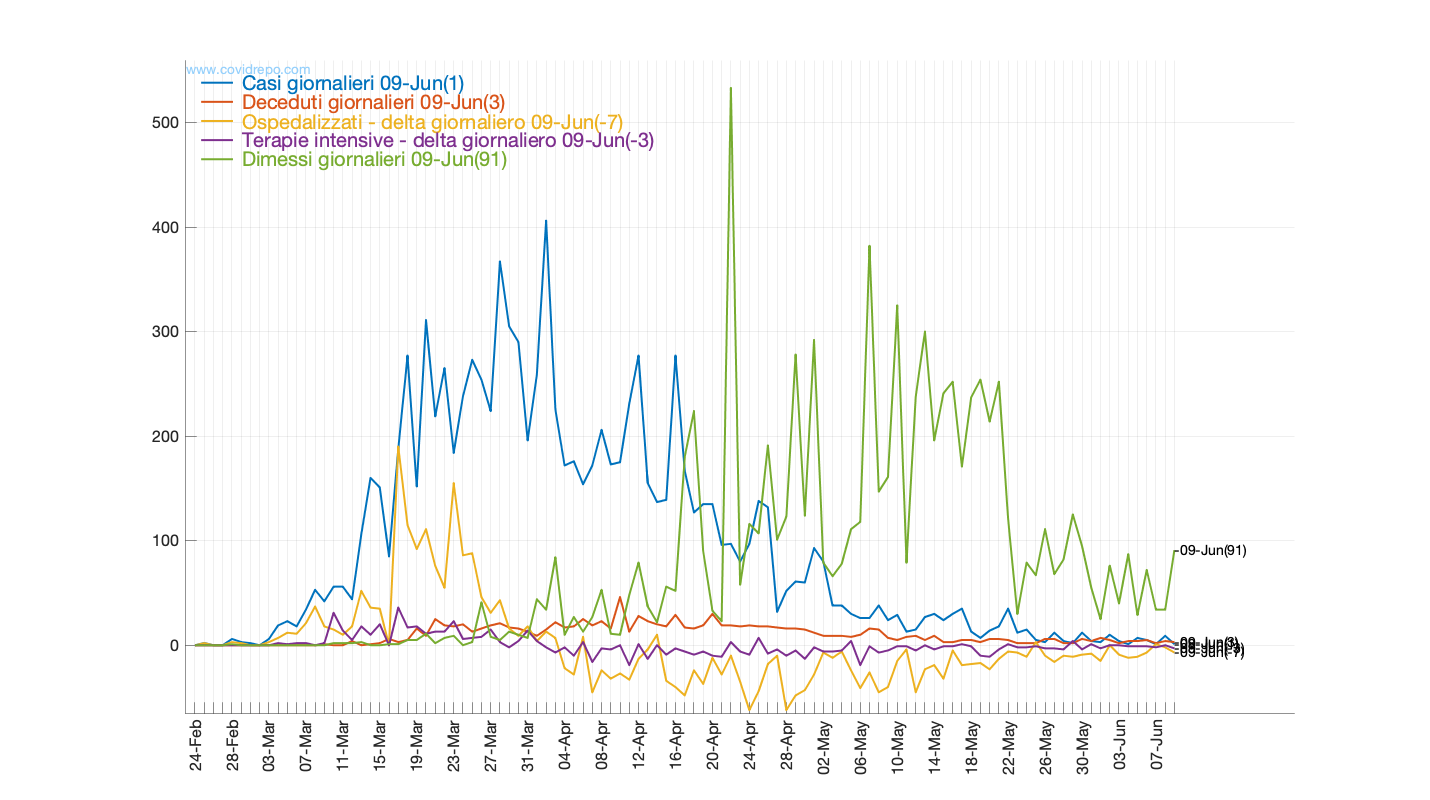 www.covidrepo.com
Casi giornalieri 09-Jun(1)
Deceduti giornalieri 09-Jun(3)
Ospedalizzati - delta giornaliero 09-Jun(-7)
Terapie intensive - delta giornaliero 09-Jun(-3)
Dimessi giornalieri 09-Jun(91)
500
400
300
200
100
0
09-Jun(91)
09-Jun(-7)
24-Feb
28-Feb
03-Mar
07-Mar
11-Mar
15-Mar
19-Mar
23-Mar
27-Mar
31-Mar
04-Apr
08-Apr
12-Apr
16-Apr
20-Apr
24-Apr
28-Apr
02-May
06-May
10-May
14-May
18-May
22-May
26-May
30-May
03-Jun
07-Jun